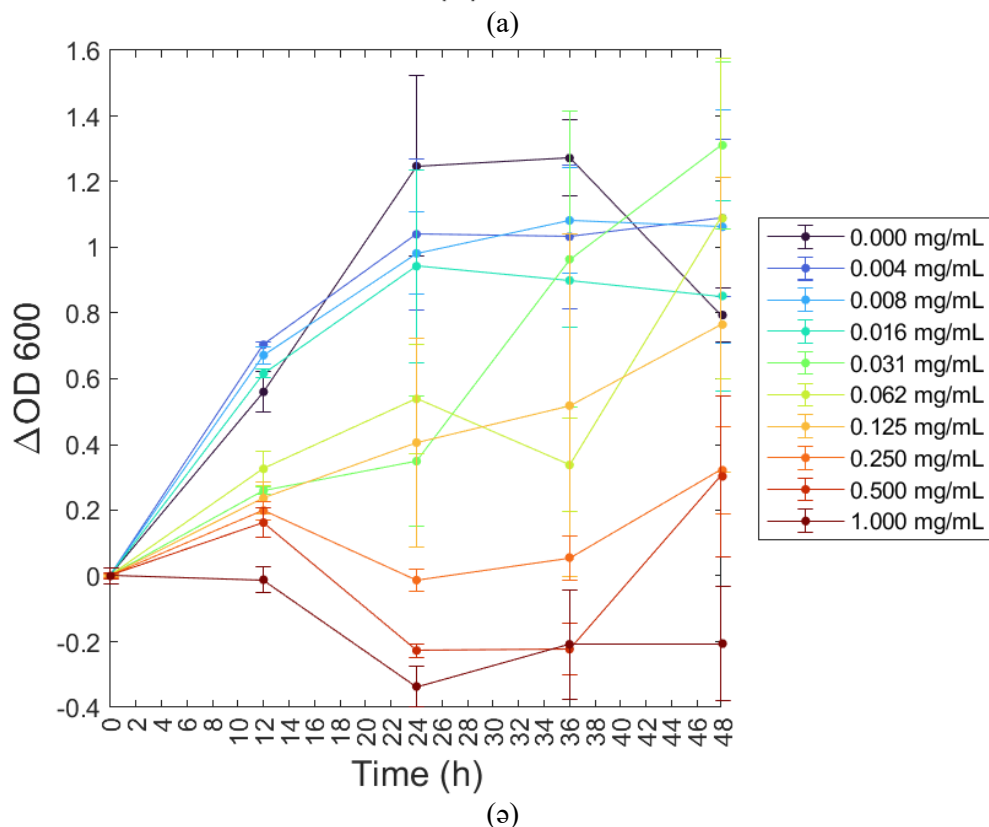 (a)
1.6
1.4
1.2
1
0.8
0.6
0.4
0.2
0
-0.2
-0.4
ΔOD 600
0 2 4 6 8 10 12 14 16 18 20 22 24 26 28 30 32 34 36 38 40 42 44 46 48
Time (h)
0.000 mg/mL
0.004 mg/mL
0.008 mg/mL
0.016 mg/mL
0.031 mg/mL
0.062 mg/mL
0.125 mg/mL
0.250 mg/mL
0.500 mg/mL
1.000 mg/mL
(ə)